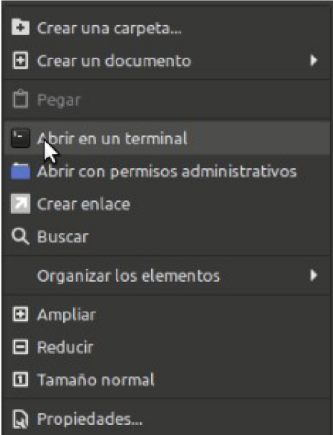 Crear una carpeta...
Crear un documento
Pegar
Abrir en un terminal
Abrir con permisos administrativos
Crear enlace
Buscar
Organizar los elementos
Ampliar
Reducir
Tamaño normal
Propiedades...